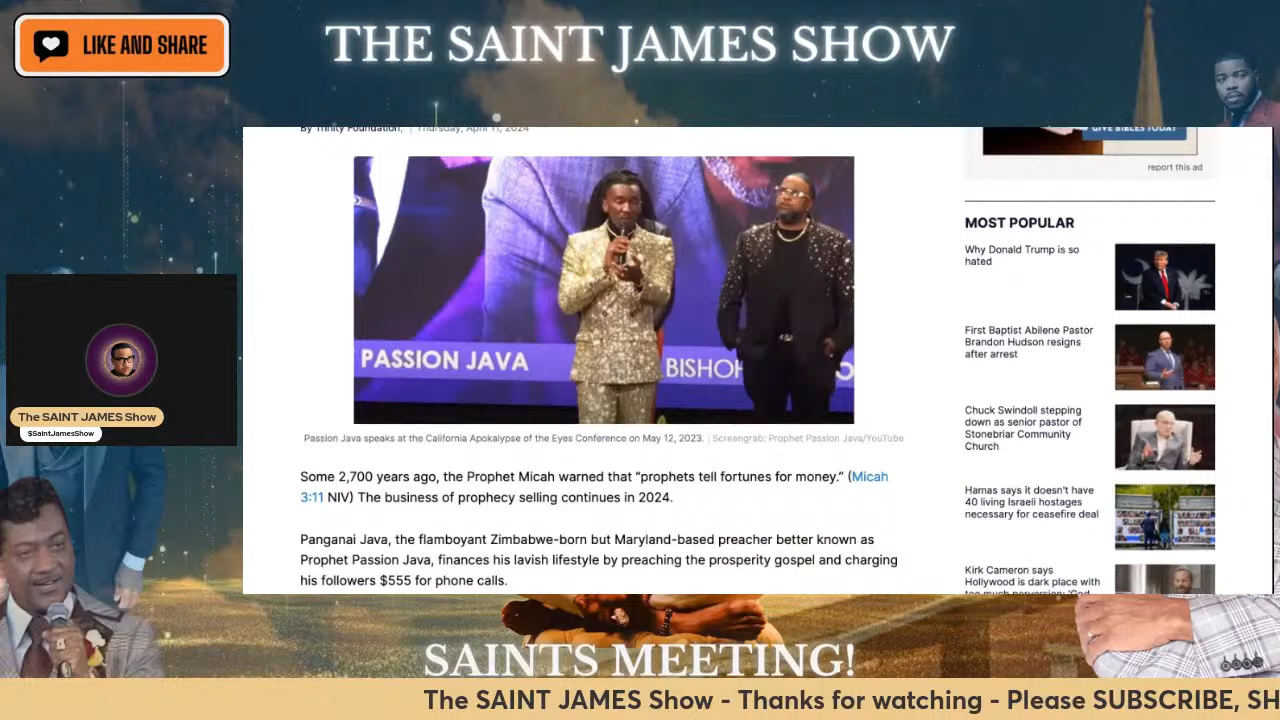 LIKE AND SHARE
THE SAINT JAMES SHOW
By Trinity Foundation, | Thursday, April 11, 2024
GIVE BIBLES TODAY
report this ad
PASSION JAVA
BISHOP
MOST POPULAR
Why Donald Trump is so
hated
First Baptist Abilene Pastor
Brandon Hudson resigns
after arrest
Chuck Swindoll stepping
down as senior pastor of
Stonebriar Community
Church
Hamas says it doesn't have
40 living Israeli hostages
necessary for ceasefire deal
Kirk Cameron says
Hollywood is dark place with
too much perversion: 'God
The SAINT JAMES Show
$SaintJamesShow
Passion Java speaks at the California Apokalypse of the Eyes Conference on May 12, 2023. | Screengrab: Prophet Passion Java/YouTube
Some 2,700 years ago, the Prophet Micah warned that “prophets tell fortunes for money.” (Micah
3:11 NIV) The business of prophecy selling continues in 2024.
Panganai Java, the flamboyant Zimbabwe-born but Maryland-based preacher better known as
Prophet Passion Java, finances his lavish lifestyle by preaching the prosperity gospel and charging
his followers $555 for phone calls.
SAINTS MEETING!
The SAINT JAMES Show - Thanks for watching - Please SUBSCRIBE, SH